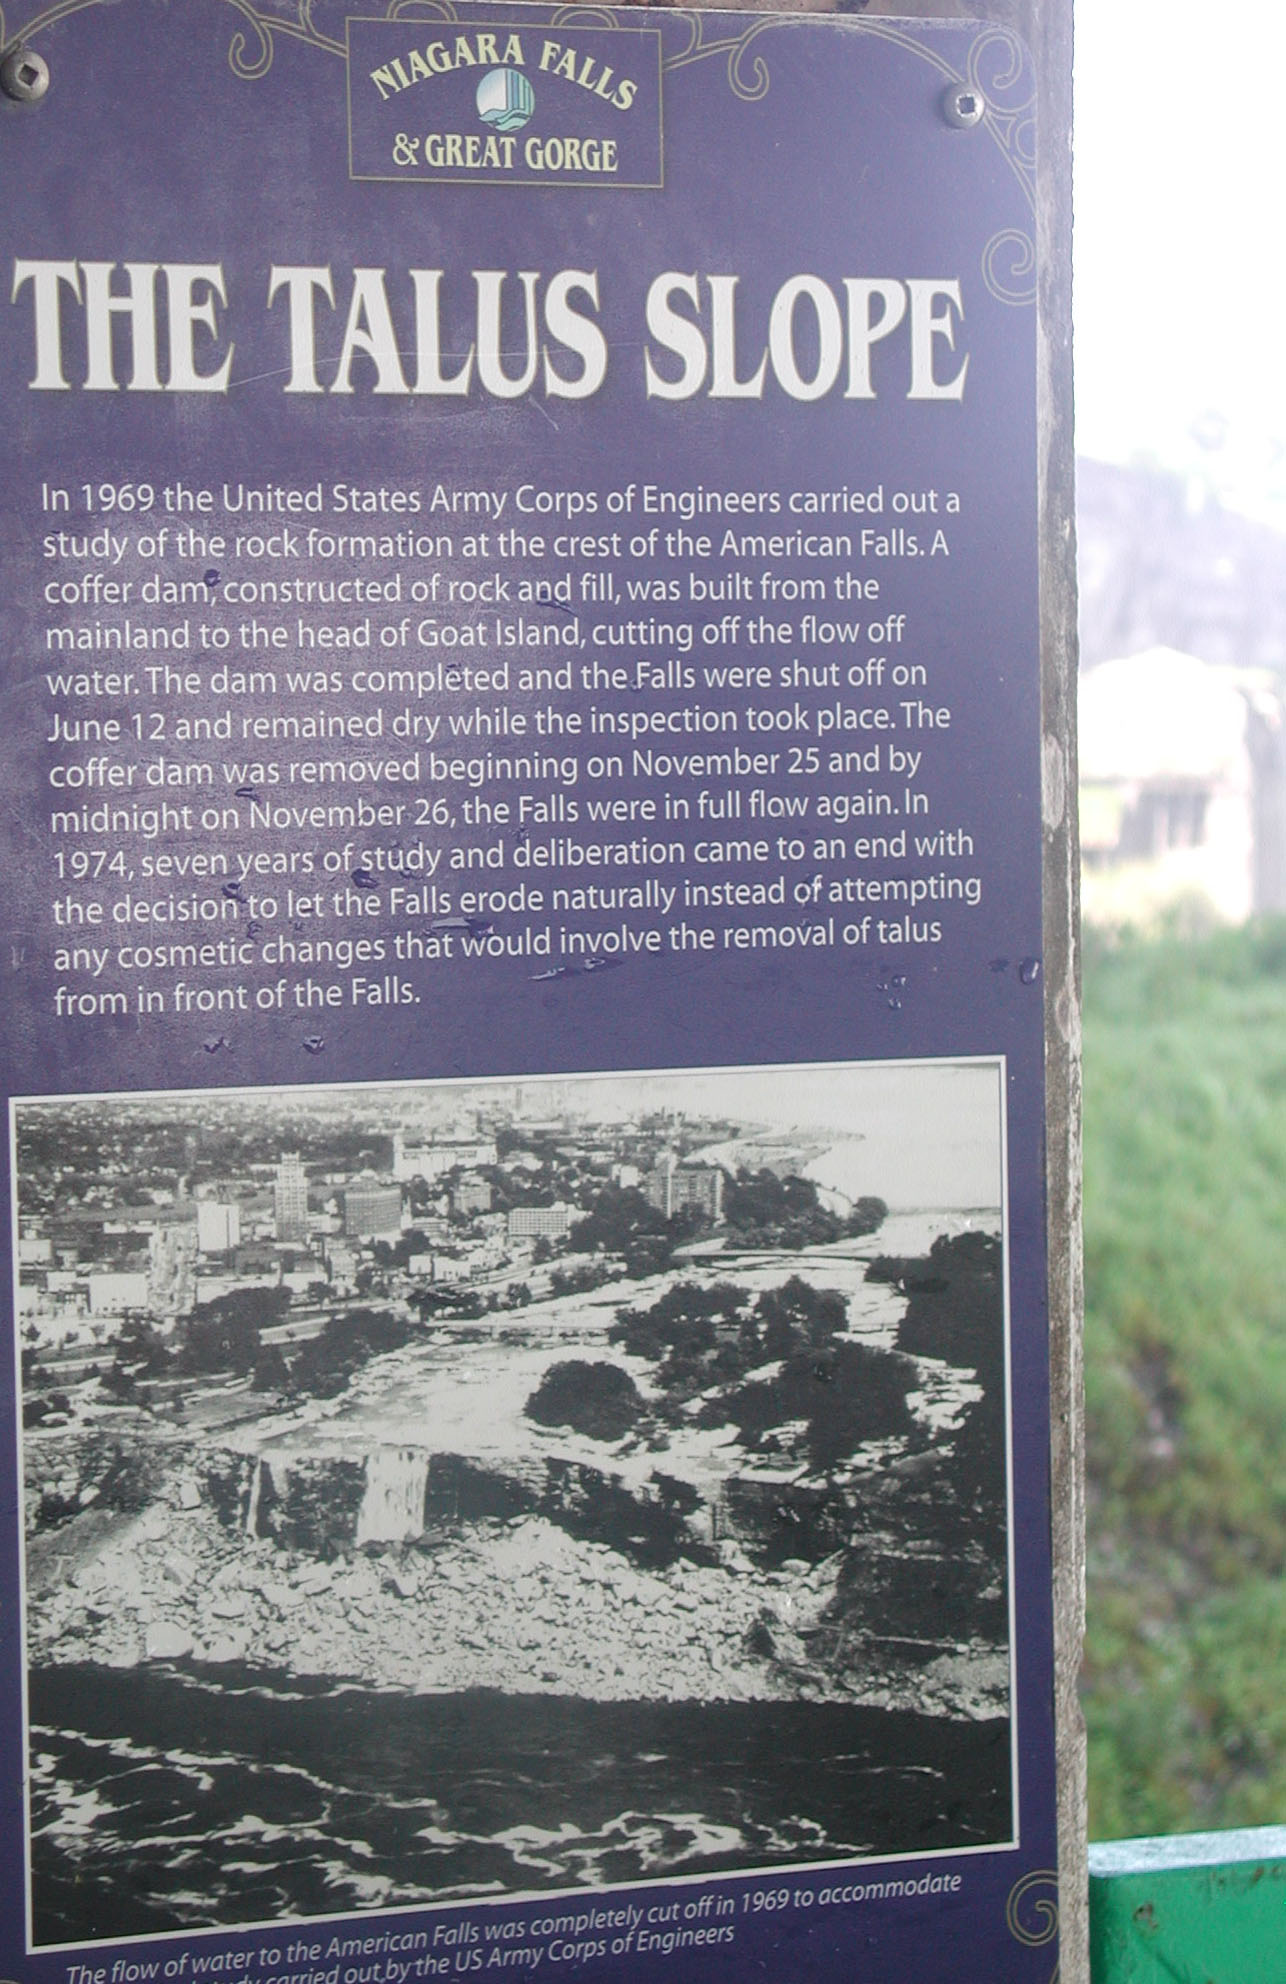 NIAGARA FALLS
& GREAT GORGE
THE TALUS SLOPE
In 1969 the United States Army Corps of Engineers carried out a
study of the rock formation at the crest of the American Falls. A
coffer dam, constructed of rock and fill, was built from the
mainland to the head of Goat Island, cutting off the flow off
water. The dam was completed and the Falls were shut off on
June 12 and remained dry while the inspection took place. The
coffer dam was removed beginning on November 25 and by
midnight on November 26, the Falls were in full flow again. In
1974, seven years of study and deliberation came to an end with
the decision to let the Falls erode naturally instead of attempting
any cosmetic changes that would involve the removal of talus
from in front of the Falls.
The flow of water to the American Falls was completely cut off in 1969 to accommodate
carried out by the US Army Corps of Engineers